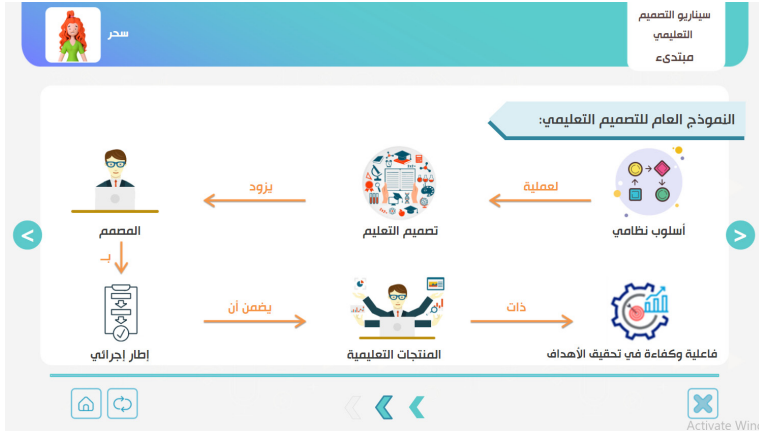 سيناريو التصميم
التعليمي
مبتدىء
سحر
النموذج العام للتصميم التعليمي:
أسلوب نظامي
لعملية
تصميم التعليم
يزود
المصمم
بـ
إطار إجرائي
يضمن أن
المنتجات التعليمية
ذات
فاعلية وكفاءة في تحقيق الأهداف
Activate Win